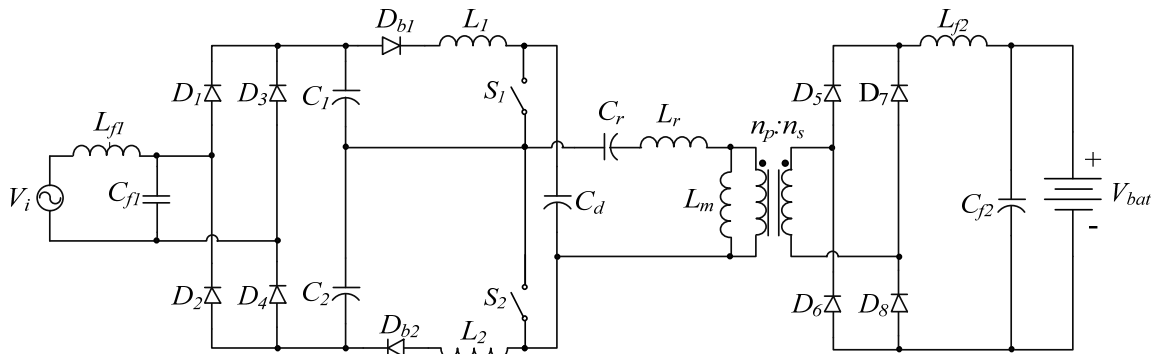 D_b1
L_1
L_f2
D_1
D_3
C_1
S_1
D_5
D_7
L_f1
C_r
L_r
n_p:n_s
V_i
C_f1
C_d
L_m
C_f2
+
V_bat
-
D_2
D_4
C_2
S_2
D_6
D_8
D_b2
L_2